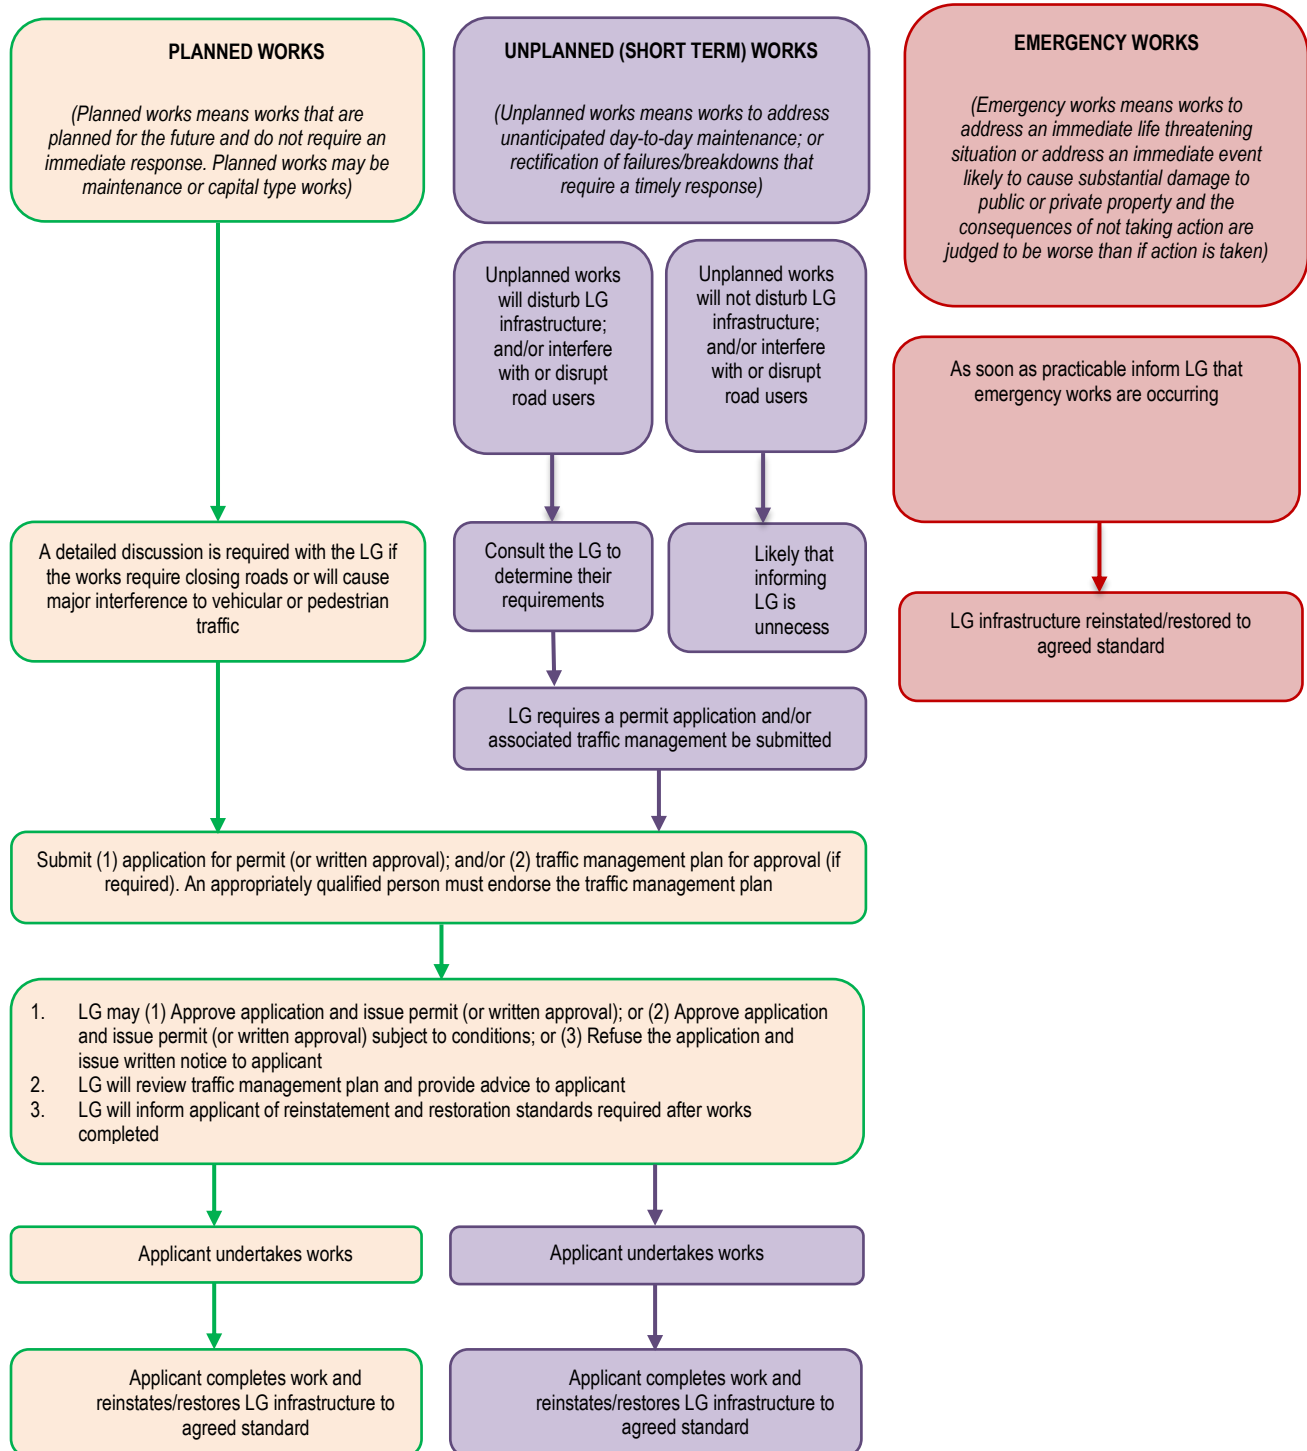 PLANNED WORKS
(Planned works means works that are
planned for the future and do not require an
immediate response. Planned works may be
maintenance or capital type works)
UNPLANNED (SHORT TERM) WORKS
(Unplanned works means works to address
unanticipated day-to-day maintenance; or
rectification of failures/breakdowns that
require a timely response)
EMERGENCY WORKS
(Emergency works means works to
address an immediate life threatening
situation or address an immediate event
likely to cause substantial damage to
public or private property and the
consequences of not taking action are
judged to be worse than if action is taken)
Unplanned works
will disturb LG
infrastructure;
and/or interfere
with or disrupt
road users
Unplanned works
will not disturb LG
infrastructure;
and/or interfere
with or disrupt
road users
As soon as practicable inform LG that
emergency works are occurring
A detailed discussion is required with the LG if
the works require closing roads or will cause
major interference to vehicular or pedestrian
traffic
Consult the LG to
determine their
requirements
Likely that
informing
LG is
unnecess
LG infrastructure reinstated/restored to
agreed standard
LG requires a permit application and/or
associated traffic management be submitted
Submit (1) application for permit (or written approval); and/or (2) traffic management plan for approval (if
required). An appropriately qualified person must endorse the traffic management plan
1. LG may (1) Approve application and issue permit (or written approval); or (2) Approve application
and issue permit (or written approval) subject to conditions; or (3) Refuse the application and
issue written notice to applicant
2. LG will review traffic management plan and provide advice to applicant
3. LG will inform applicant of reinstatement and restoration standards required after works
completed
Applicant undertakes works
Applicant undertakes works
Applicant completes work and
reinstates/restores LG infrastructure to
agreed standard
Applicant completes work and
reinstates/restores LG infrastructure to
agreed standard